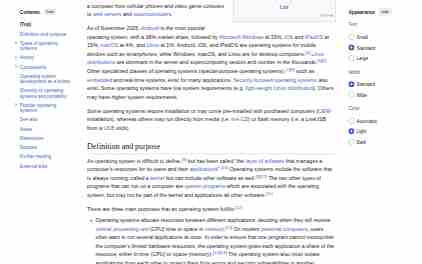 Contents hide
(Top)
Definition and purpose
Types of operating systems
History
Components
Operating system development as a hobby
Diversity of operating systems and portability
Popular operating systems
See also
Notes
References
Sources
Further reading
External links
a computer from cellular phones and video game consoles
to web servers and supercomputers.
As of November 2025, Android is the most popular
operating system with a 38% market share, followed by Microsoft Windows at
macOS at 4%, and Linux at 1%. Android, iOS, and iPadOS are operating systems for mobile
devices such as smartphones, while Windows, macOS, and Linux are for desktop computers. Linux
distributions are dominant in the server and supercomputing sectors.
Other specialized classes of operating systems (special-purpose operating systems), such as
embedded and real-time systems, exist for many applications. Security-focused operating systems also
exist. Some operating systems have low system requirements (e.g. light-weight Linux distribution). Others
may have higher system requirements.
Some operating systems require installation or may come pre-installed with purchased computers (OEM-
installation), whereas others may run directly from media (i.e. live CD) or flash memory (i.e. a LiveUSB
from a USB stick).
Definition and purpose
An operating system is difficult to define, but has been called "the layer of software that manages a
computer's resources for its users and their applications". Operating systems include the software that
is always running, called a kernel—but can include other software as well. The two other types of
programs that can run on a computer are system programs—which are associated with the operating
system, but may not be part of the kernel—and applications—all other software.
There are three main purposes that an operating system fulfills:
Operating systems allocate resources between different applications, deciding when they will receive
central processing unit (CPU) time or space in memory. On modern personal computers, users
often want to run several applications at once. In order to ensure that one program cannot monopolize
the computer's limited hardware resources, the operating system gives each application a share of the
resource, either in time (CPU) or space (memory). The operating system also must isolate
applications from each other to protect them from errors and security vulnerabilities in another
Appearance hide
Text
Small
Standard
Large
Width
Standard
Wide
Color
Automatic
Light
Dark